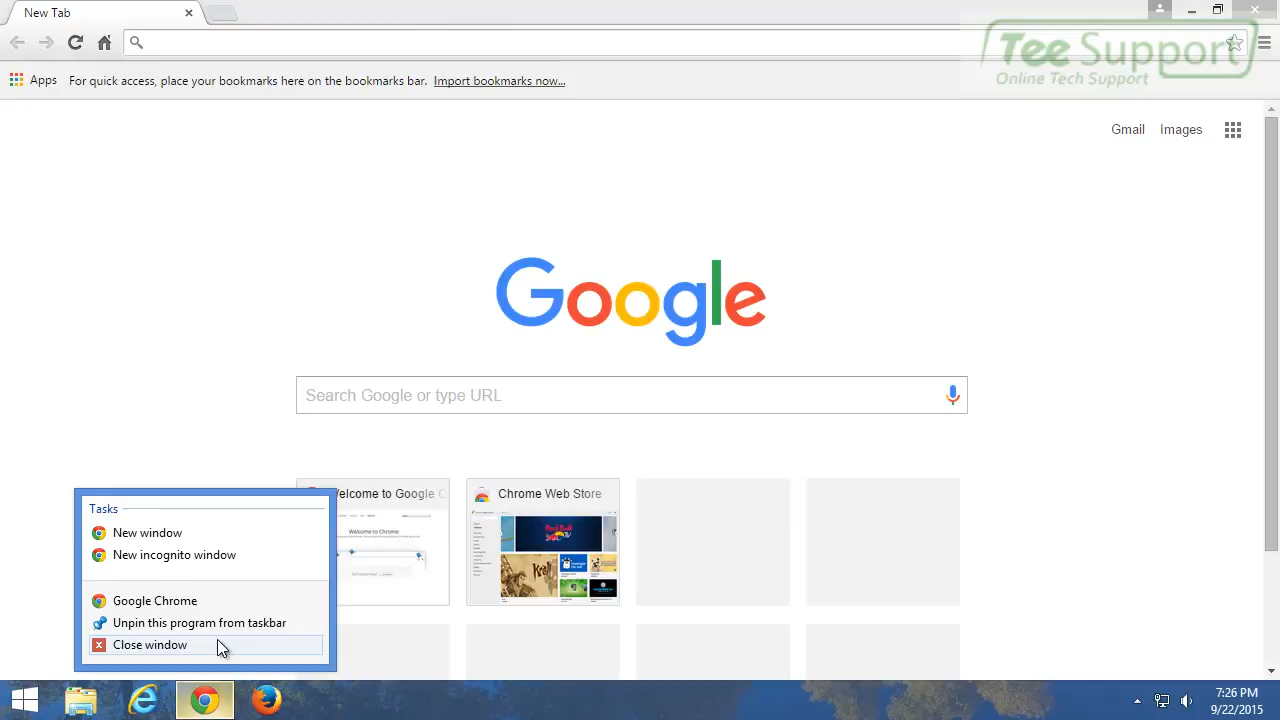 New Tab
Tee Support
Online Tech Support
Apps
For quick access, place your bookmarks here on the bookmarks bar. Import bookmarks now...
Gmail
Images
Google
Search Google or type URL
elcome to Google C
Chrome Web Store
Welcome to Chrome
Tasks
New window
New incognito window
Google Chrome
Unpin this program from taskbar
Close window
7:26 PM
9/22/2015